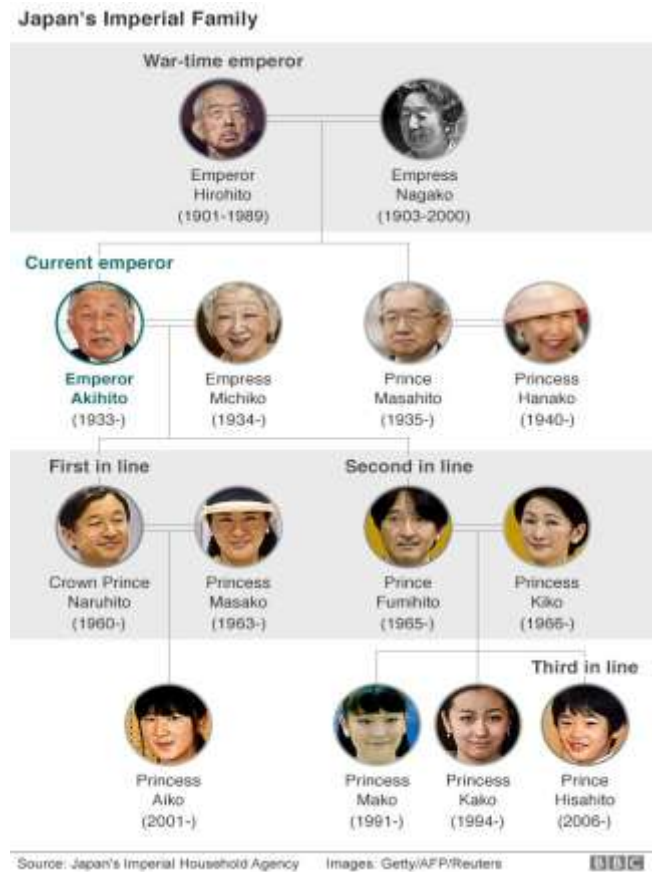 Japan's Imperial Family
War-time emperor
Emperor
Hirohito
(1901-1989)
Empress
Nagako
(1903-2000)
Current emperor
Emperor
Akihito
(1933-)
Empress
Michiko
(1934-)
Prince
Masahito
(1935-)
Princess
Hanako
(1940-)
First in line
Second in line
Crown Prince
Naruhito
(1960-)
Princess
Masako
(1963-)
Prince
Fumihito
(1965-)
Princess
Kiko
(1966-)
Third in line
Princess
Aiko
(2001-)
Princess
Mako
(1991-)
Princess
Kako
(1994-)
Prince
Hisahito
(2006-)
Source: Japan's Imperial Household Agency Images: Getty/AFP/Reuters
BBC